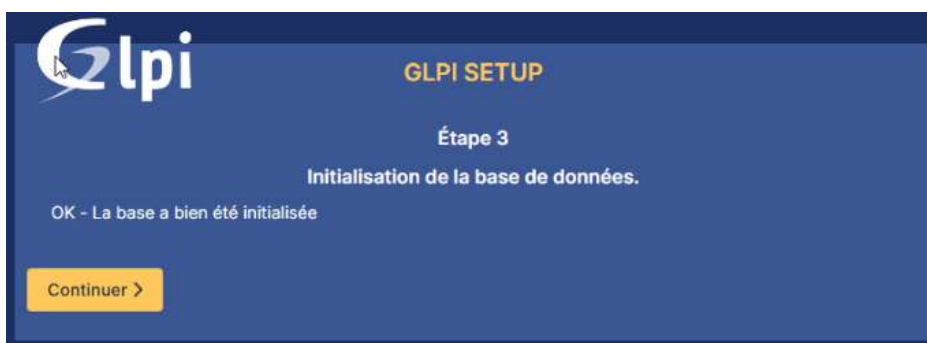 Glpi
GLPI SETUP
Étape 3
Initialisation de la base de données.
OK - La base a bien été initialisée
Continuer >